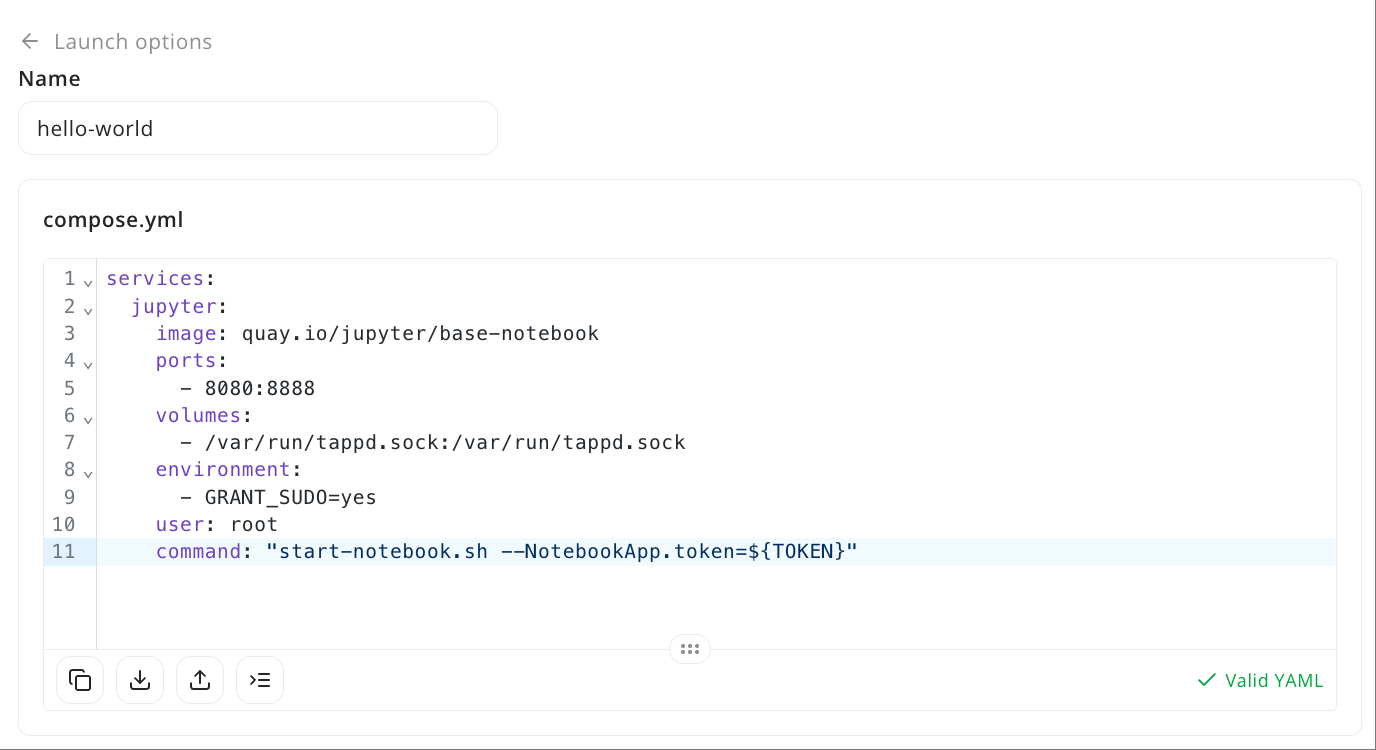 ← Launch options
Name
hello-world
compose.yml
1 services:
2   jupyter:
3     image: quay.io/jupyter/base-notebook
4     ports:
5       - 8080:8888
6     volumes:
7       - /var/run/tappd.sock:/var/run/tappd.sock
8     environment:
9       - GRANT_SUDO=yes
10     user: root
11     command: "start-notebook.sh --NotebookApp.token=${TOKEN}"
Valid YAML